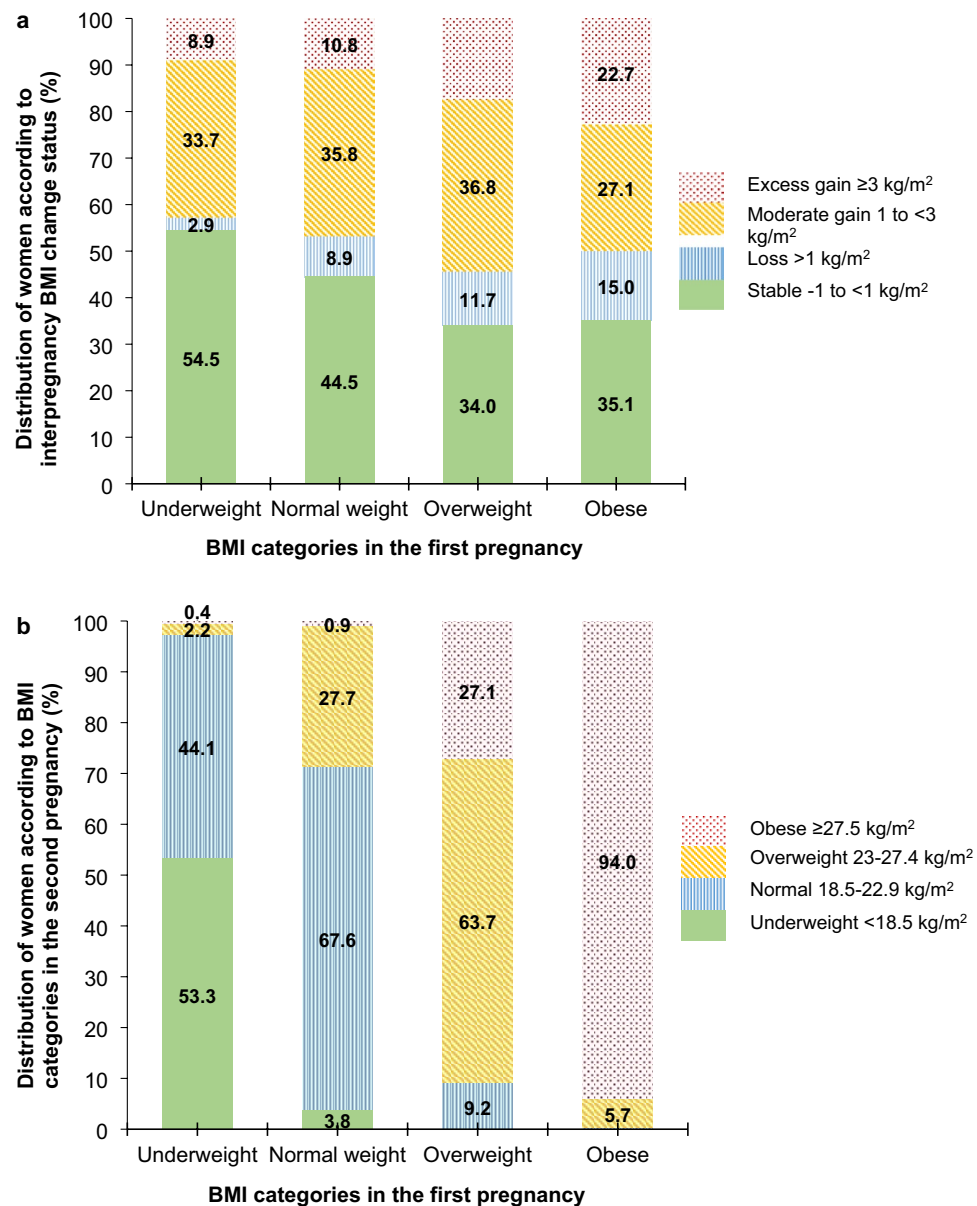 a
Distribution of women according to
interpregnancy BMI chamge status (%)
100
90
80
70
60
50
40
30
20
10
0
8.9
10.8
22.7
33.7
35.8
36.8
27.1
2.9
8.9
11.7
15.0
54.5
44.5
34.0
35.1
Excess gain ≥3 kg/m²
Moderate gain 1 to <3
kg/m²
Loss >1 kg/m²
Stable -1 to <1 kg/m²
Underweight Normal weight Overweight Obese
BMI categories in the first pregnancy
b
Distribution of women according to BMI
categories in the second pregnancy (%)
100
90
80
70
60
50
40
30
20
10
0
0.4
2.2
0.9
27.1
94.0
44.1
27.7
63.7
53.3
67.6
9.2
5.7
3.8
Obese ≥27.5 kg/m²
Overweight 23-27.4 kg/m²
Normal 18.5-22.9 kg/m²
Underweight <18.5 kg/m²
Underweight Normal weight Overweight Obese
BMI categories in the first pregnancy